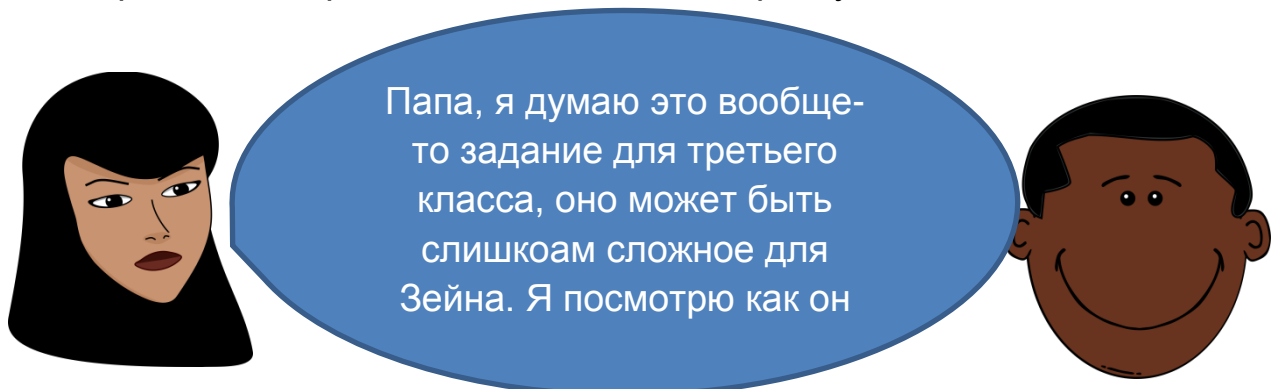 Папа, я думаю это вообще-
то задание для третьего
класса, оно может быть
слишкоам сложное для
Зейна. Я посмотрю как он